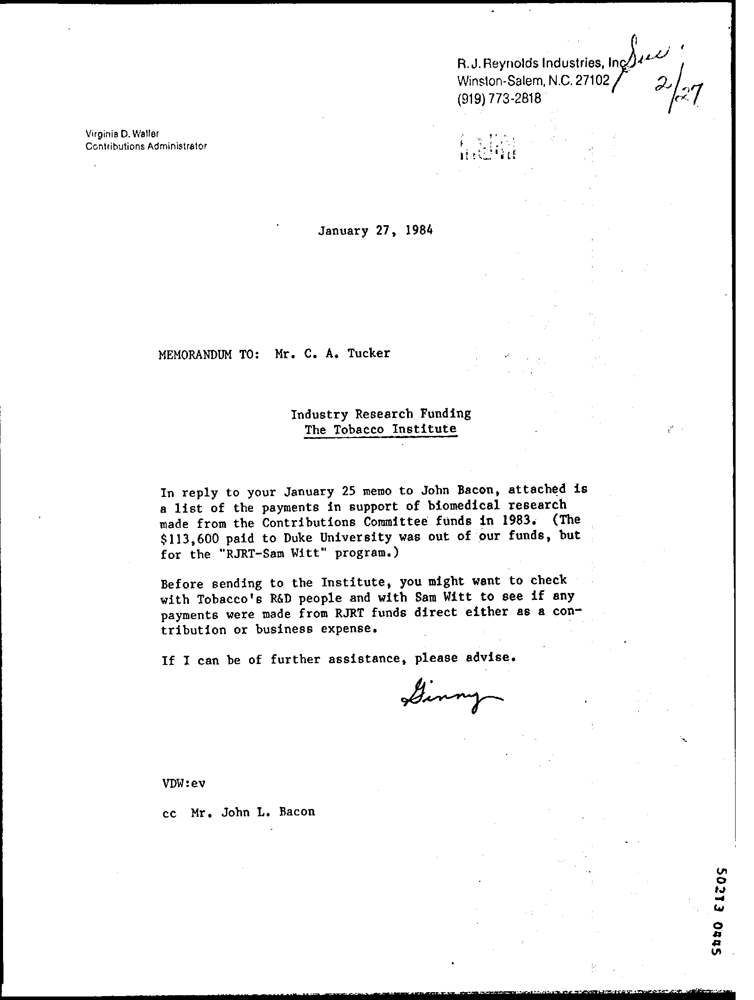 R.J. Reynolds Industries, Inc.
Winston-Salem, N.C. 27102
(919) 773-2818
2/27
Virginia D. Waller
Contributions Administrator
January 27, 1984
MEMORANDUM TO: Mr. C. A. Tucker
Industry Research Funding
The Tobacco Institute
In reply to your January 25 memo to John Bacon, attached is
a list of the payments in support of biomedical research
made from the Contributions Committee funds in 1983. (The
$113,600 paid to Duke University was out of our funds, but
for the "RJRT-Sam Witt" program.)
Before sending to the Institute, you might want to check
with Tobacco's R&D people and with Sam Witt to see if any
payments were made from RJRT funds direct either as a con-
tribution or business expense.
If I can be of further assistance, please advise.
Ginny
VDW:ev
cc Mr. John L. Bacon
50213 0445